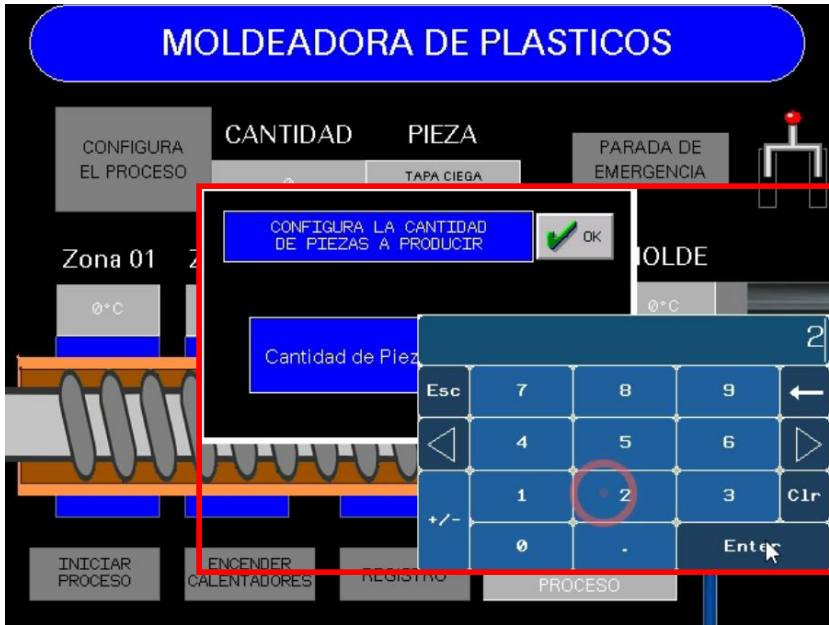 MOLDEADORA DE PLASTICOS
CONFIGURA
EL PROCESO
CANTIDAD
PIEZA
TAPA CIEGA
PARADA DE
EMERGENCIA
Zona 01
0°C
CONFIGURA LA CANTIDAD
DE PIEZAS A PRODUCIR
OK
0°C
Cantidad de
2
Esc 7 8 9
4 5 6
+/- 1 2 3 Clr
0 . Enter
INICIAR
PROCESO
ENCENDER
CALENTADORES
REGISTRO
PROCESO